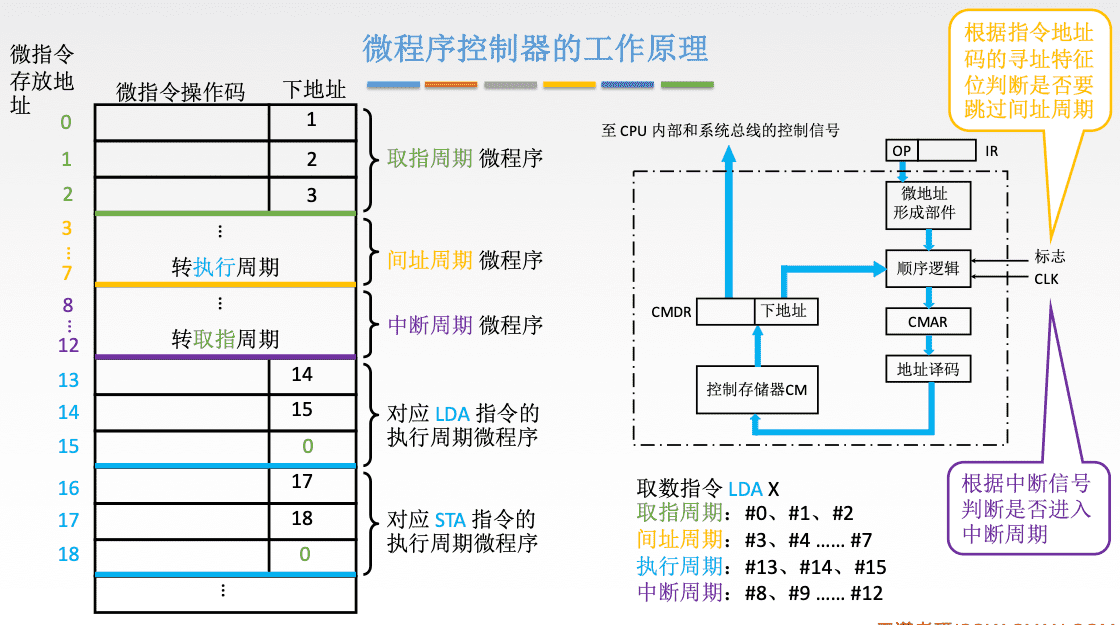 微程序控制器的工作原理
微指令
存放地
址
微指令操作码 下地址
0 1
1 2
2 3
取指周期 微程序
3
⋮
7
⋮
转执行周期
间址周期 微程序
8
⋮
12
⋮
转取指周期
中断周期 微程序
13 14
14 15
15 0
对应 LDA 指令的
执行周期微程序
16 17
17 18
18 0
对应 STA 指令的
执行周期微程序
⋮
至 CPU 内部和系统总线的控制信号
OP IR
微地址
形成部件
顺序逻辑
标志
CLK
CMDR 下地址
CMAR
地址译码
控制存储器CM
根据指令地址
码的寻址特征
位判断是否要
跳过间址周期
根据中断信号
判断是否进入
中断周期
取数指令 LDA X
取指周期：#0、#1、#2
间址周期：#3、#4 …… #7
执行周期：#13、#14、#15
中断周期：#8、#9 …… #12